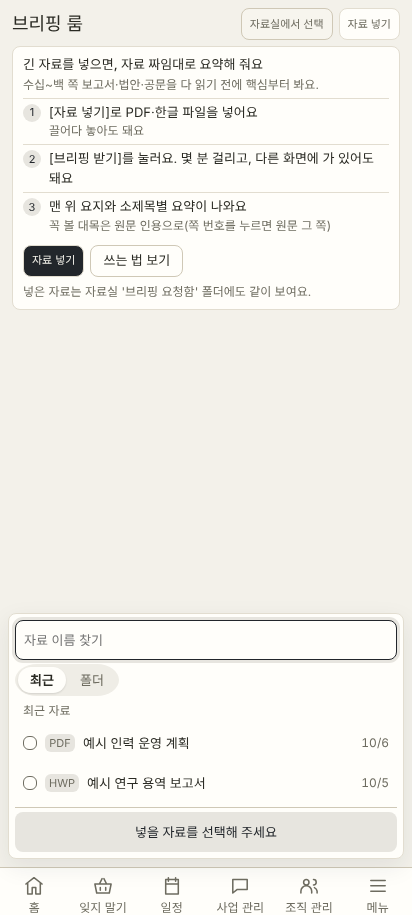 브리핑 룸
자료실에서 선택
자료 넣기
긴 자료를 넣으면, 자료 짜임대로 요약해 줘요
수십~백 쪽 보고서·법안·공문을 다 읽기 전에 핵심부터 봐요.
1 [자료 넣기]로 PDF·한글 파일을 넣어요
끌어다 놓아도 돼요
2 [브리핑 받기]를 눌러요. 몇 분 걸리고, 다른 화면에 가 있어도
돼요
3 맨 위 요지와 소제목별 요약이 나와요
꼭 볼 대목은 원문 인용으로(쪽 번호를 누르면 원문 그 쪽)
자료 넣기
쓰는 법 보기
넣은 자료는 자료실 '브리핑 요청함' 폴더에도 같이 보여요.
자료 이름 찾기
최근
폴더
최근 자료
PDF 예시 인력 운영 계획 10/6
HWP 예시 연구 용역 보고서 10/5
넣을 자료를 선택해 주세요
홈
잊지 말기
일정
사업 관리
조직 관리
메뉴